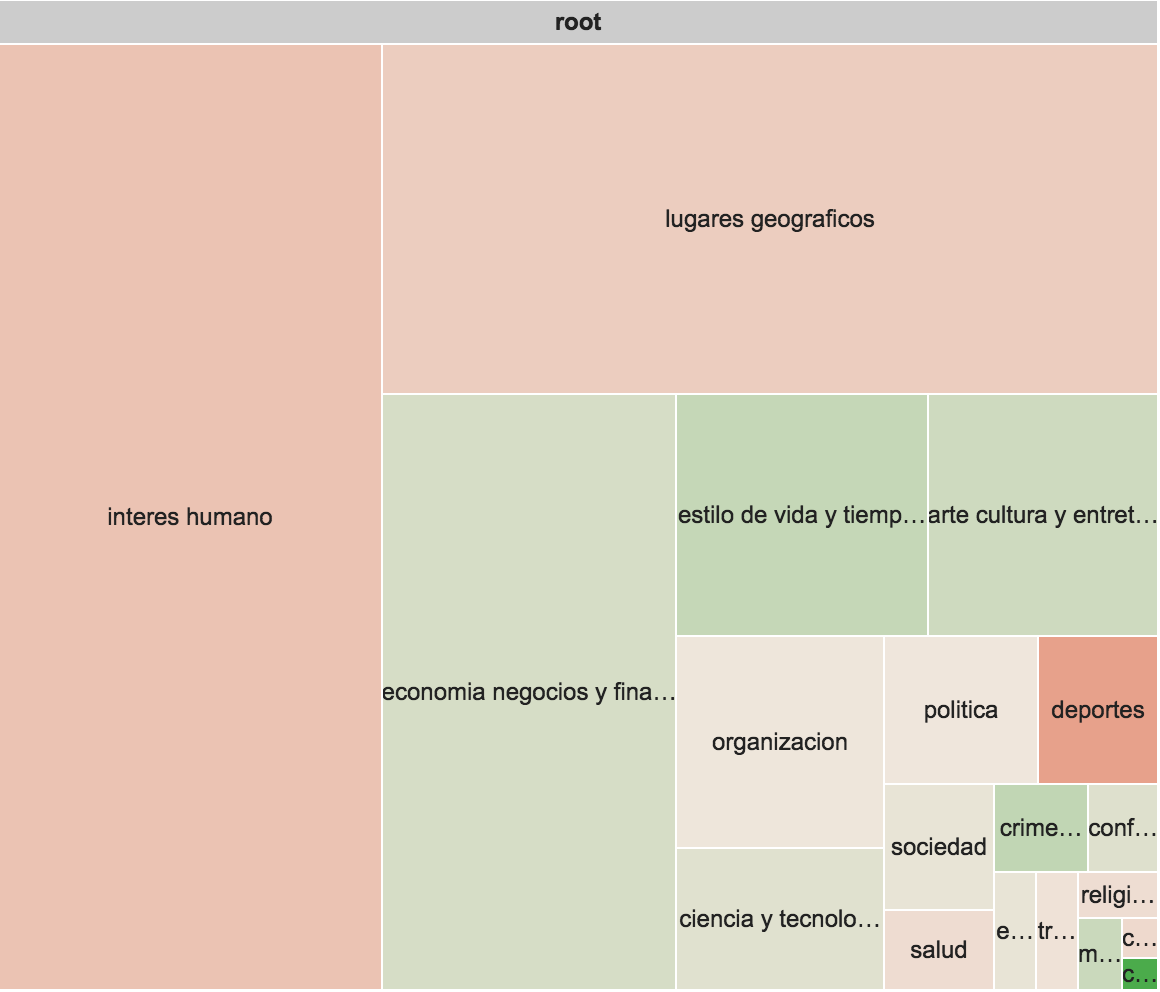 root
interes humano
lugares geograficos
economia negocios y fina…
estilo de vida y tiemp…
arte cultura y entret…
organizacion
politica
deportes
ciencia y tecnolo…
sociedad
salud
crime…
conf…
e…
tr…
religi…
m…
c…
c…